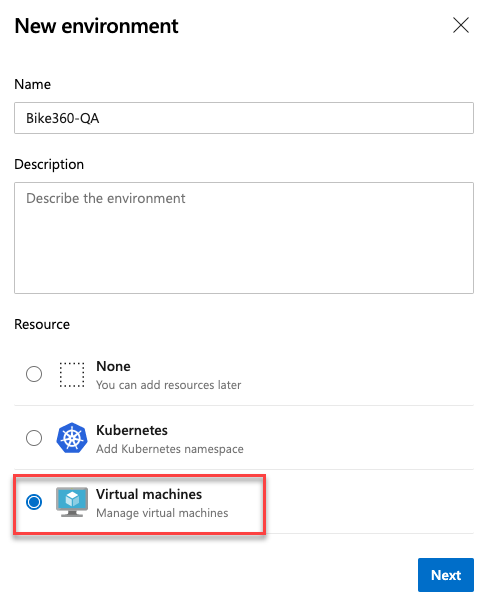 New environment
Name
Bike360-QA
Description
Describe the environment
Resource
None
You can add resources later
Kubernetes
Add Kubernetes namespace
Virtual machines
Manage virtual machines
Next